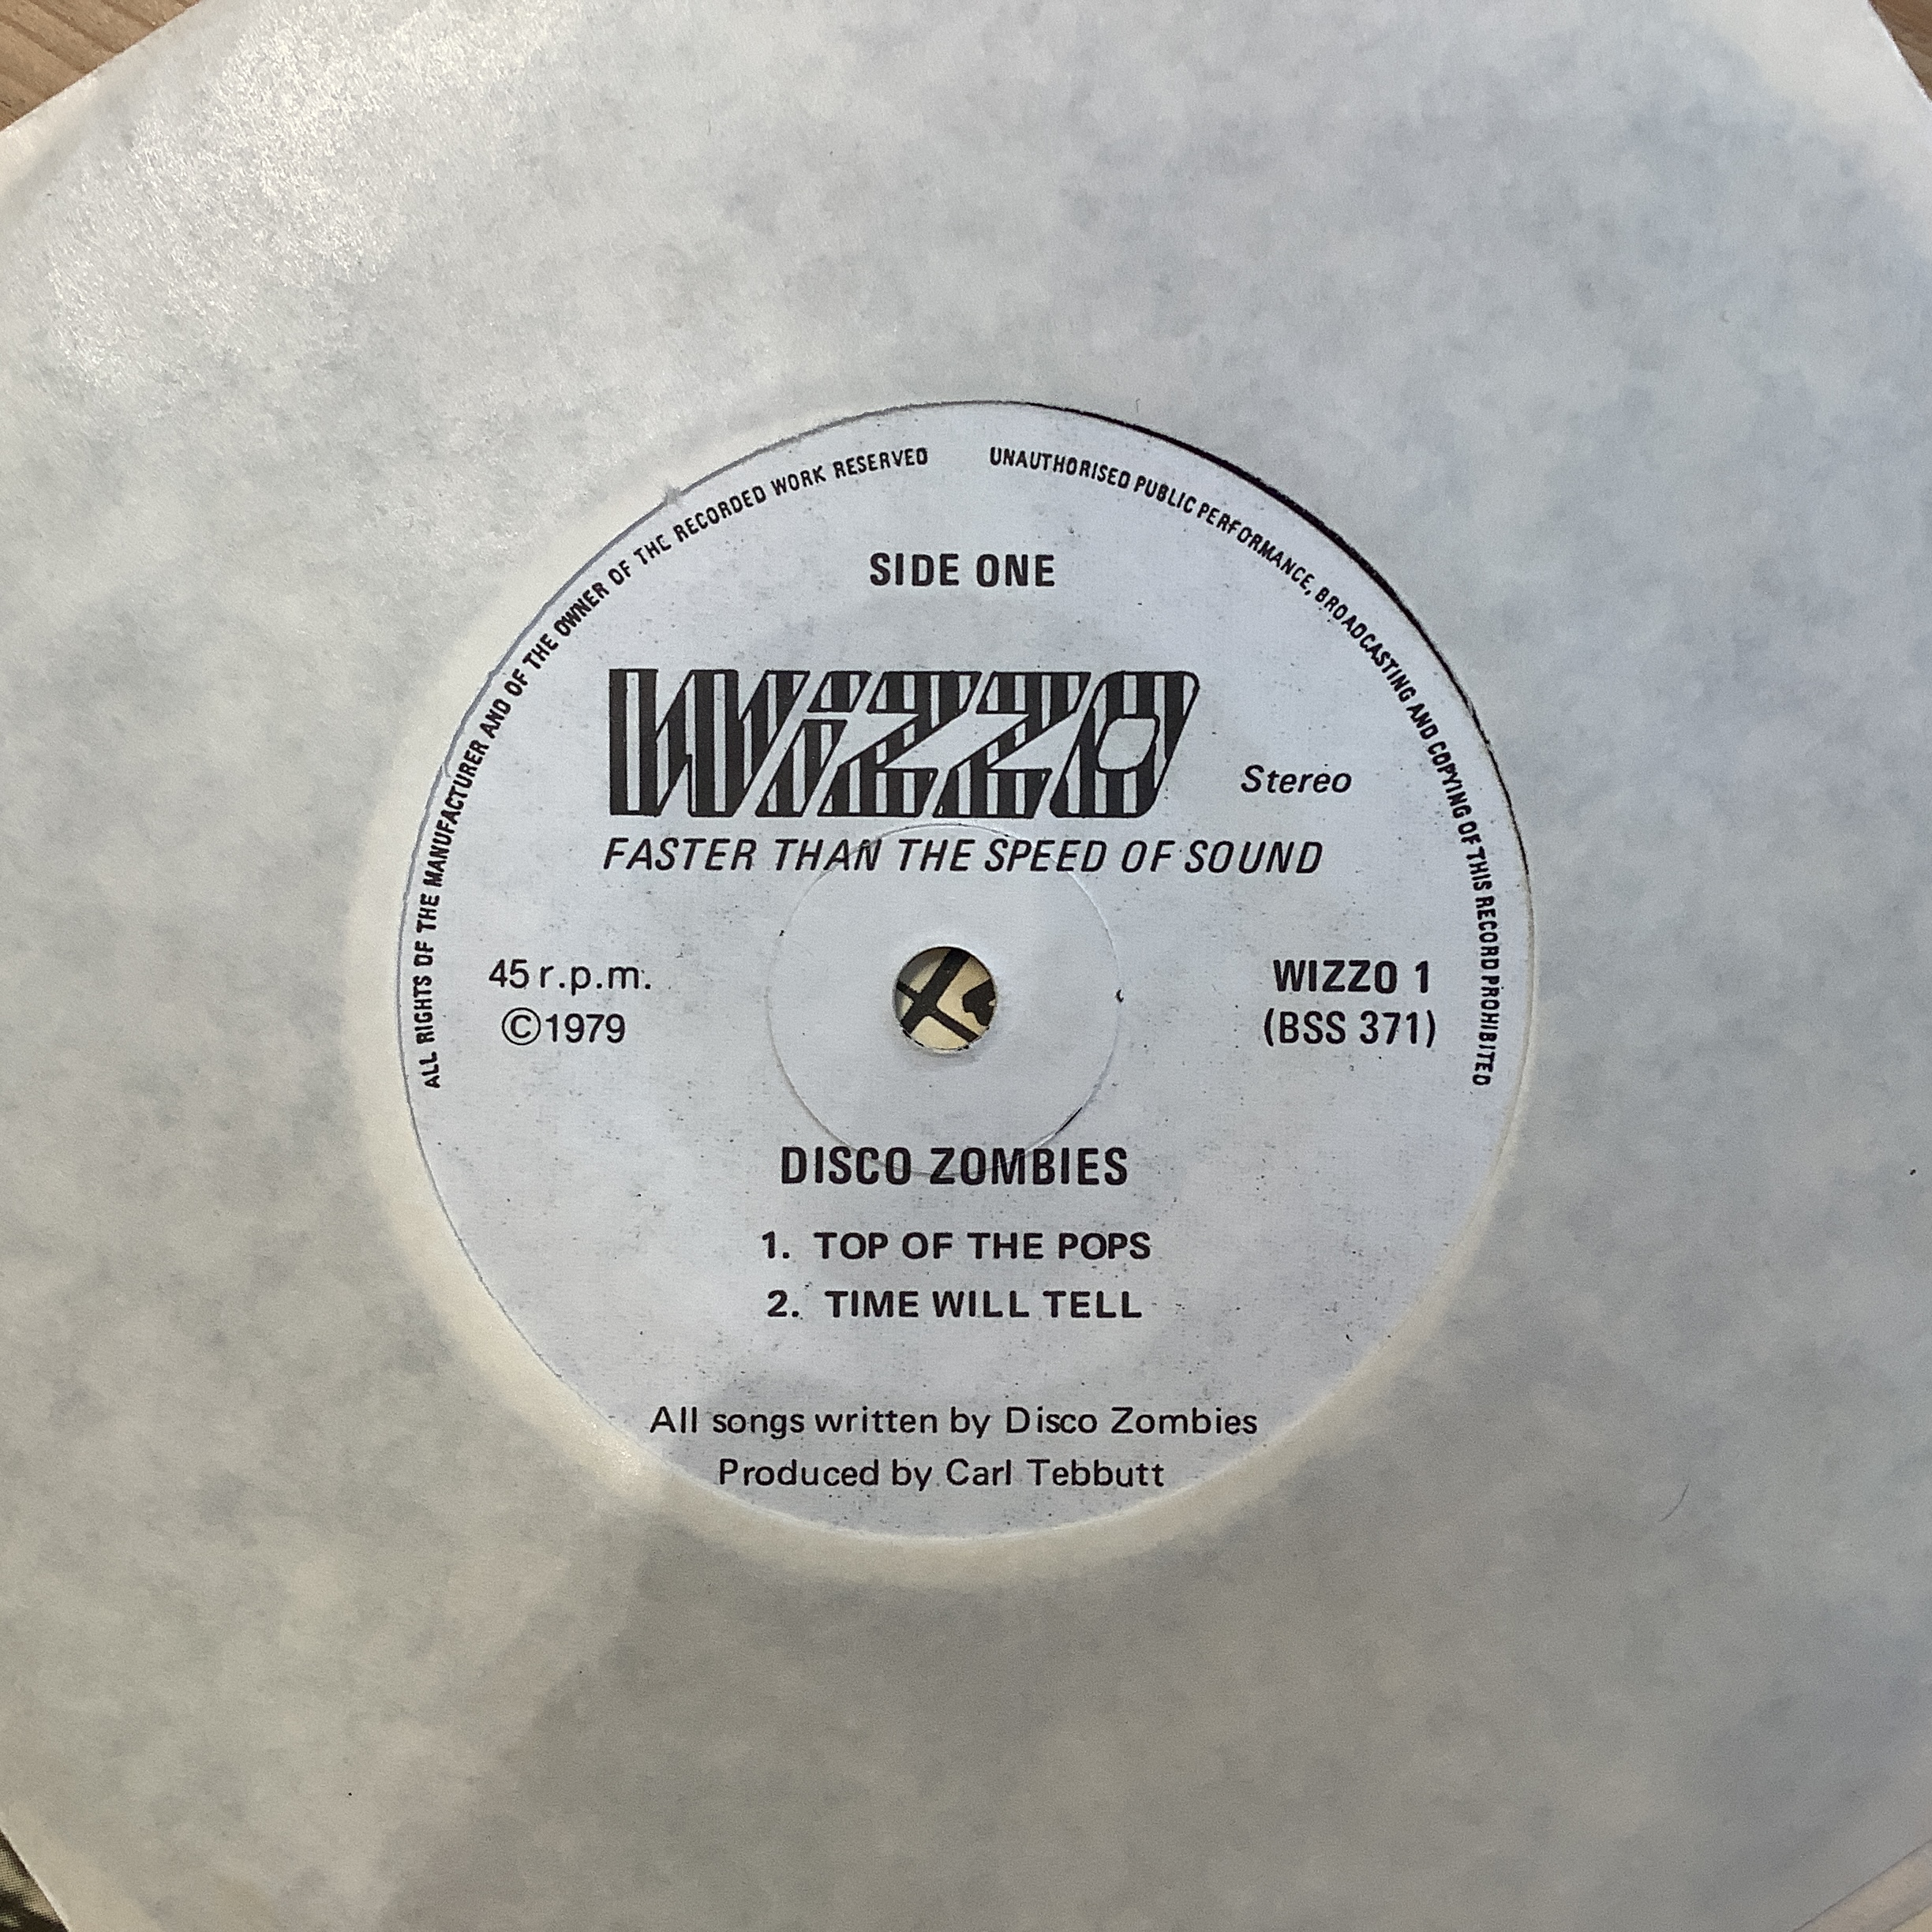 ALL RIGHTS OF THE MANUFACTURER AND OF THE OWNER OF THE RECORDED WORK RESERVED
UNAUTHORISED PUBLIC PERFORMANCE, BROADCASTING AND COPYING OF THIS RECORD PROHIBITED
SIDE ONE
WiZZO
Stereo
FASTER THAN THE SPEED OF SOUND
45 r.p.m.
©1979
WIZZO 1
(BSS 371)
DISCO ZOMBIES
1. TOP OF THE POPS
2. TIME WILL TELL
All songs written by Disco Zombies
Produced by Carl Tebbutt